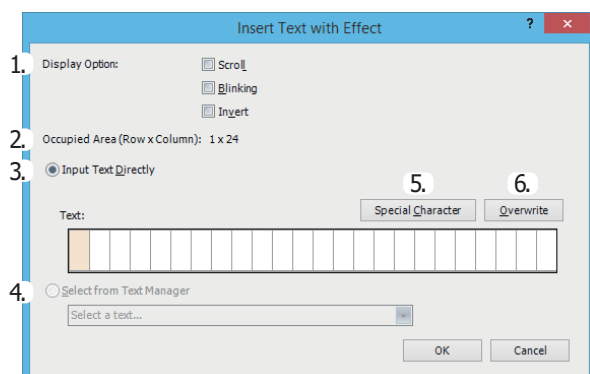 Insert Text with Effect ? ×
1. Display Option: Scroll
Blinking
Invert
2. Occupied Area (Row x Column): 1 x 24
3. Input Text Directly
5. 6.
Text: Special Character Overwrite
4. Select from Text Manager
Select a text...
OK Cancel